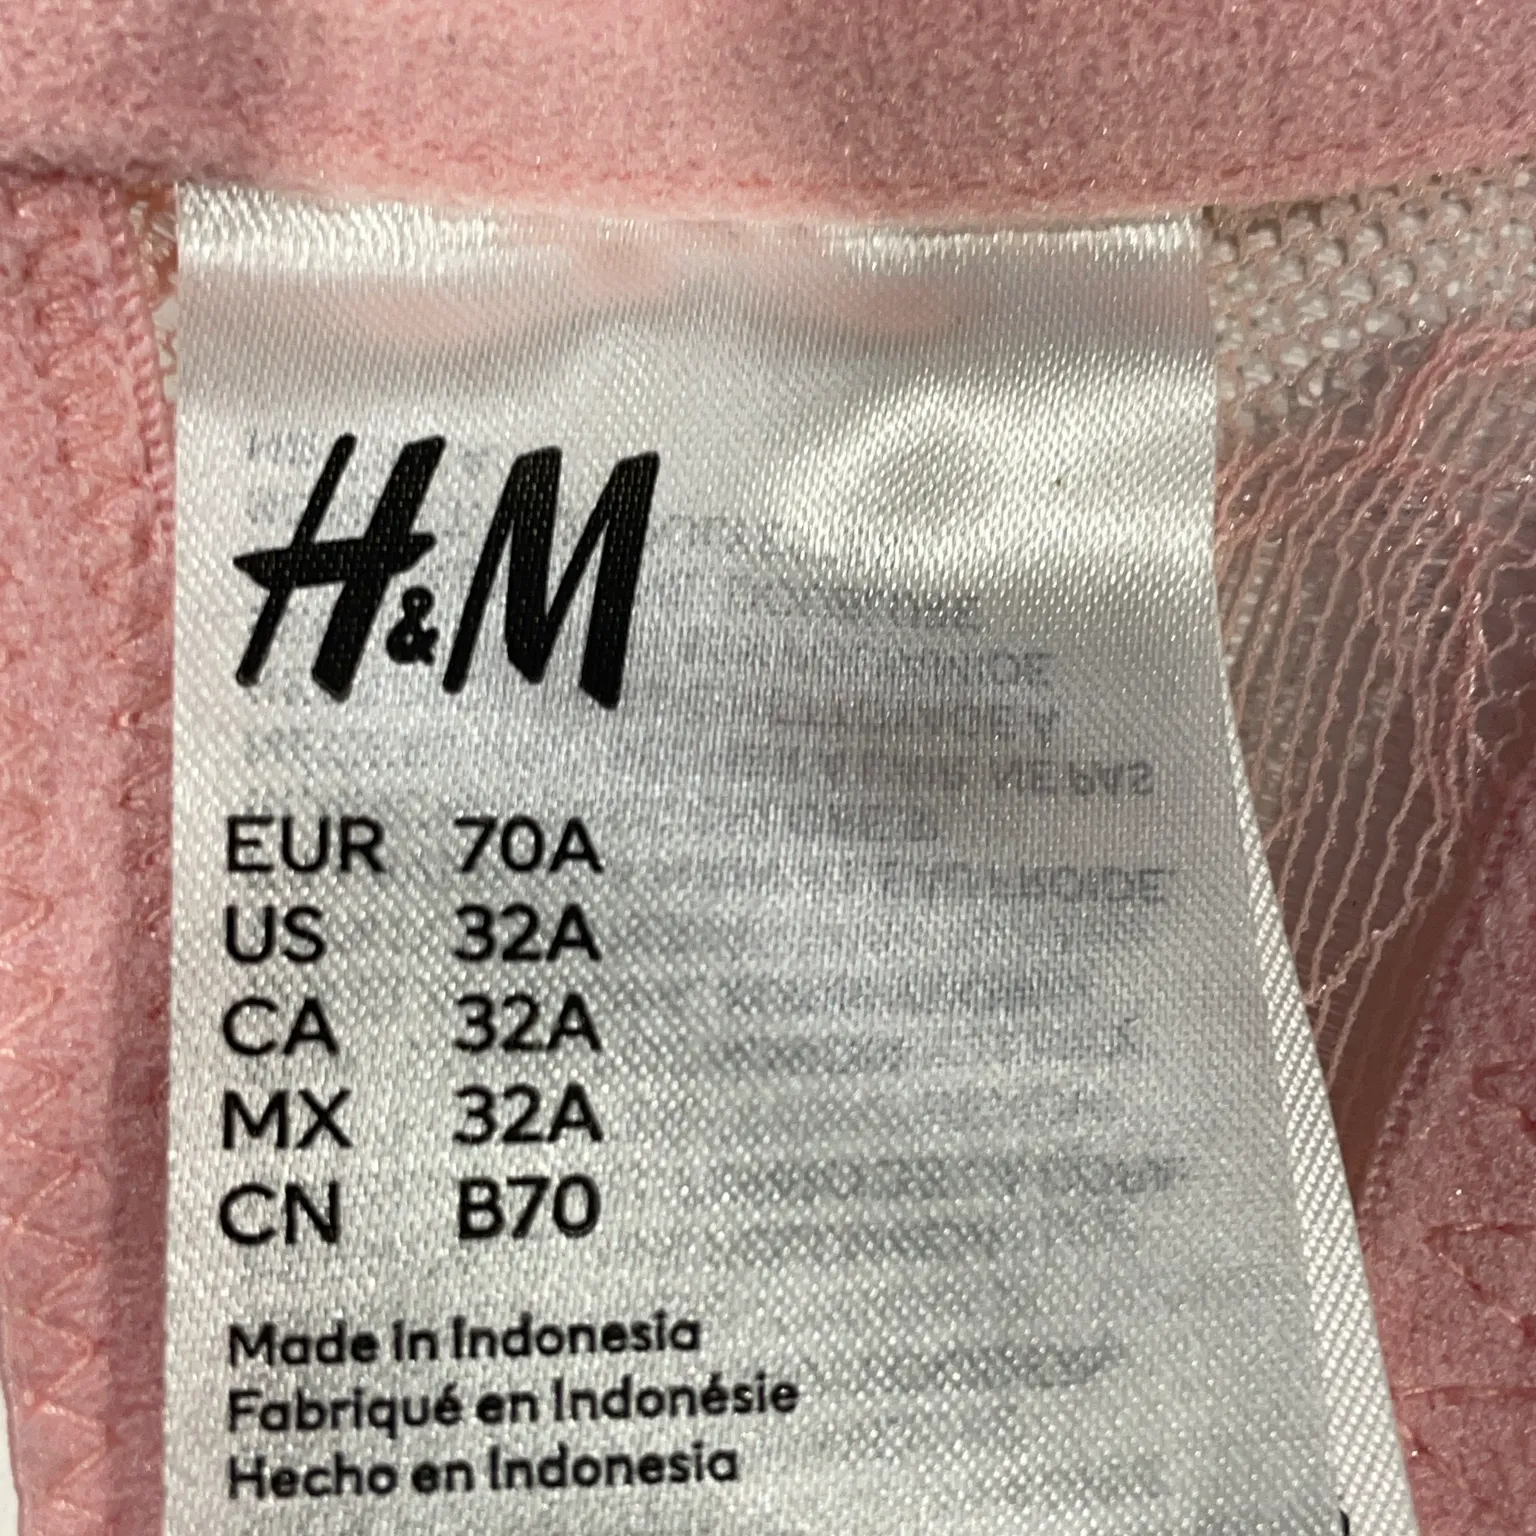 H&M
EUR 70A
US 32A
CA 32A
MX 32A
CN B70
Made in Indonesia
Fabriqué en Indonésie
Hecho en Indonesia